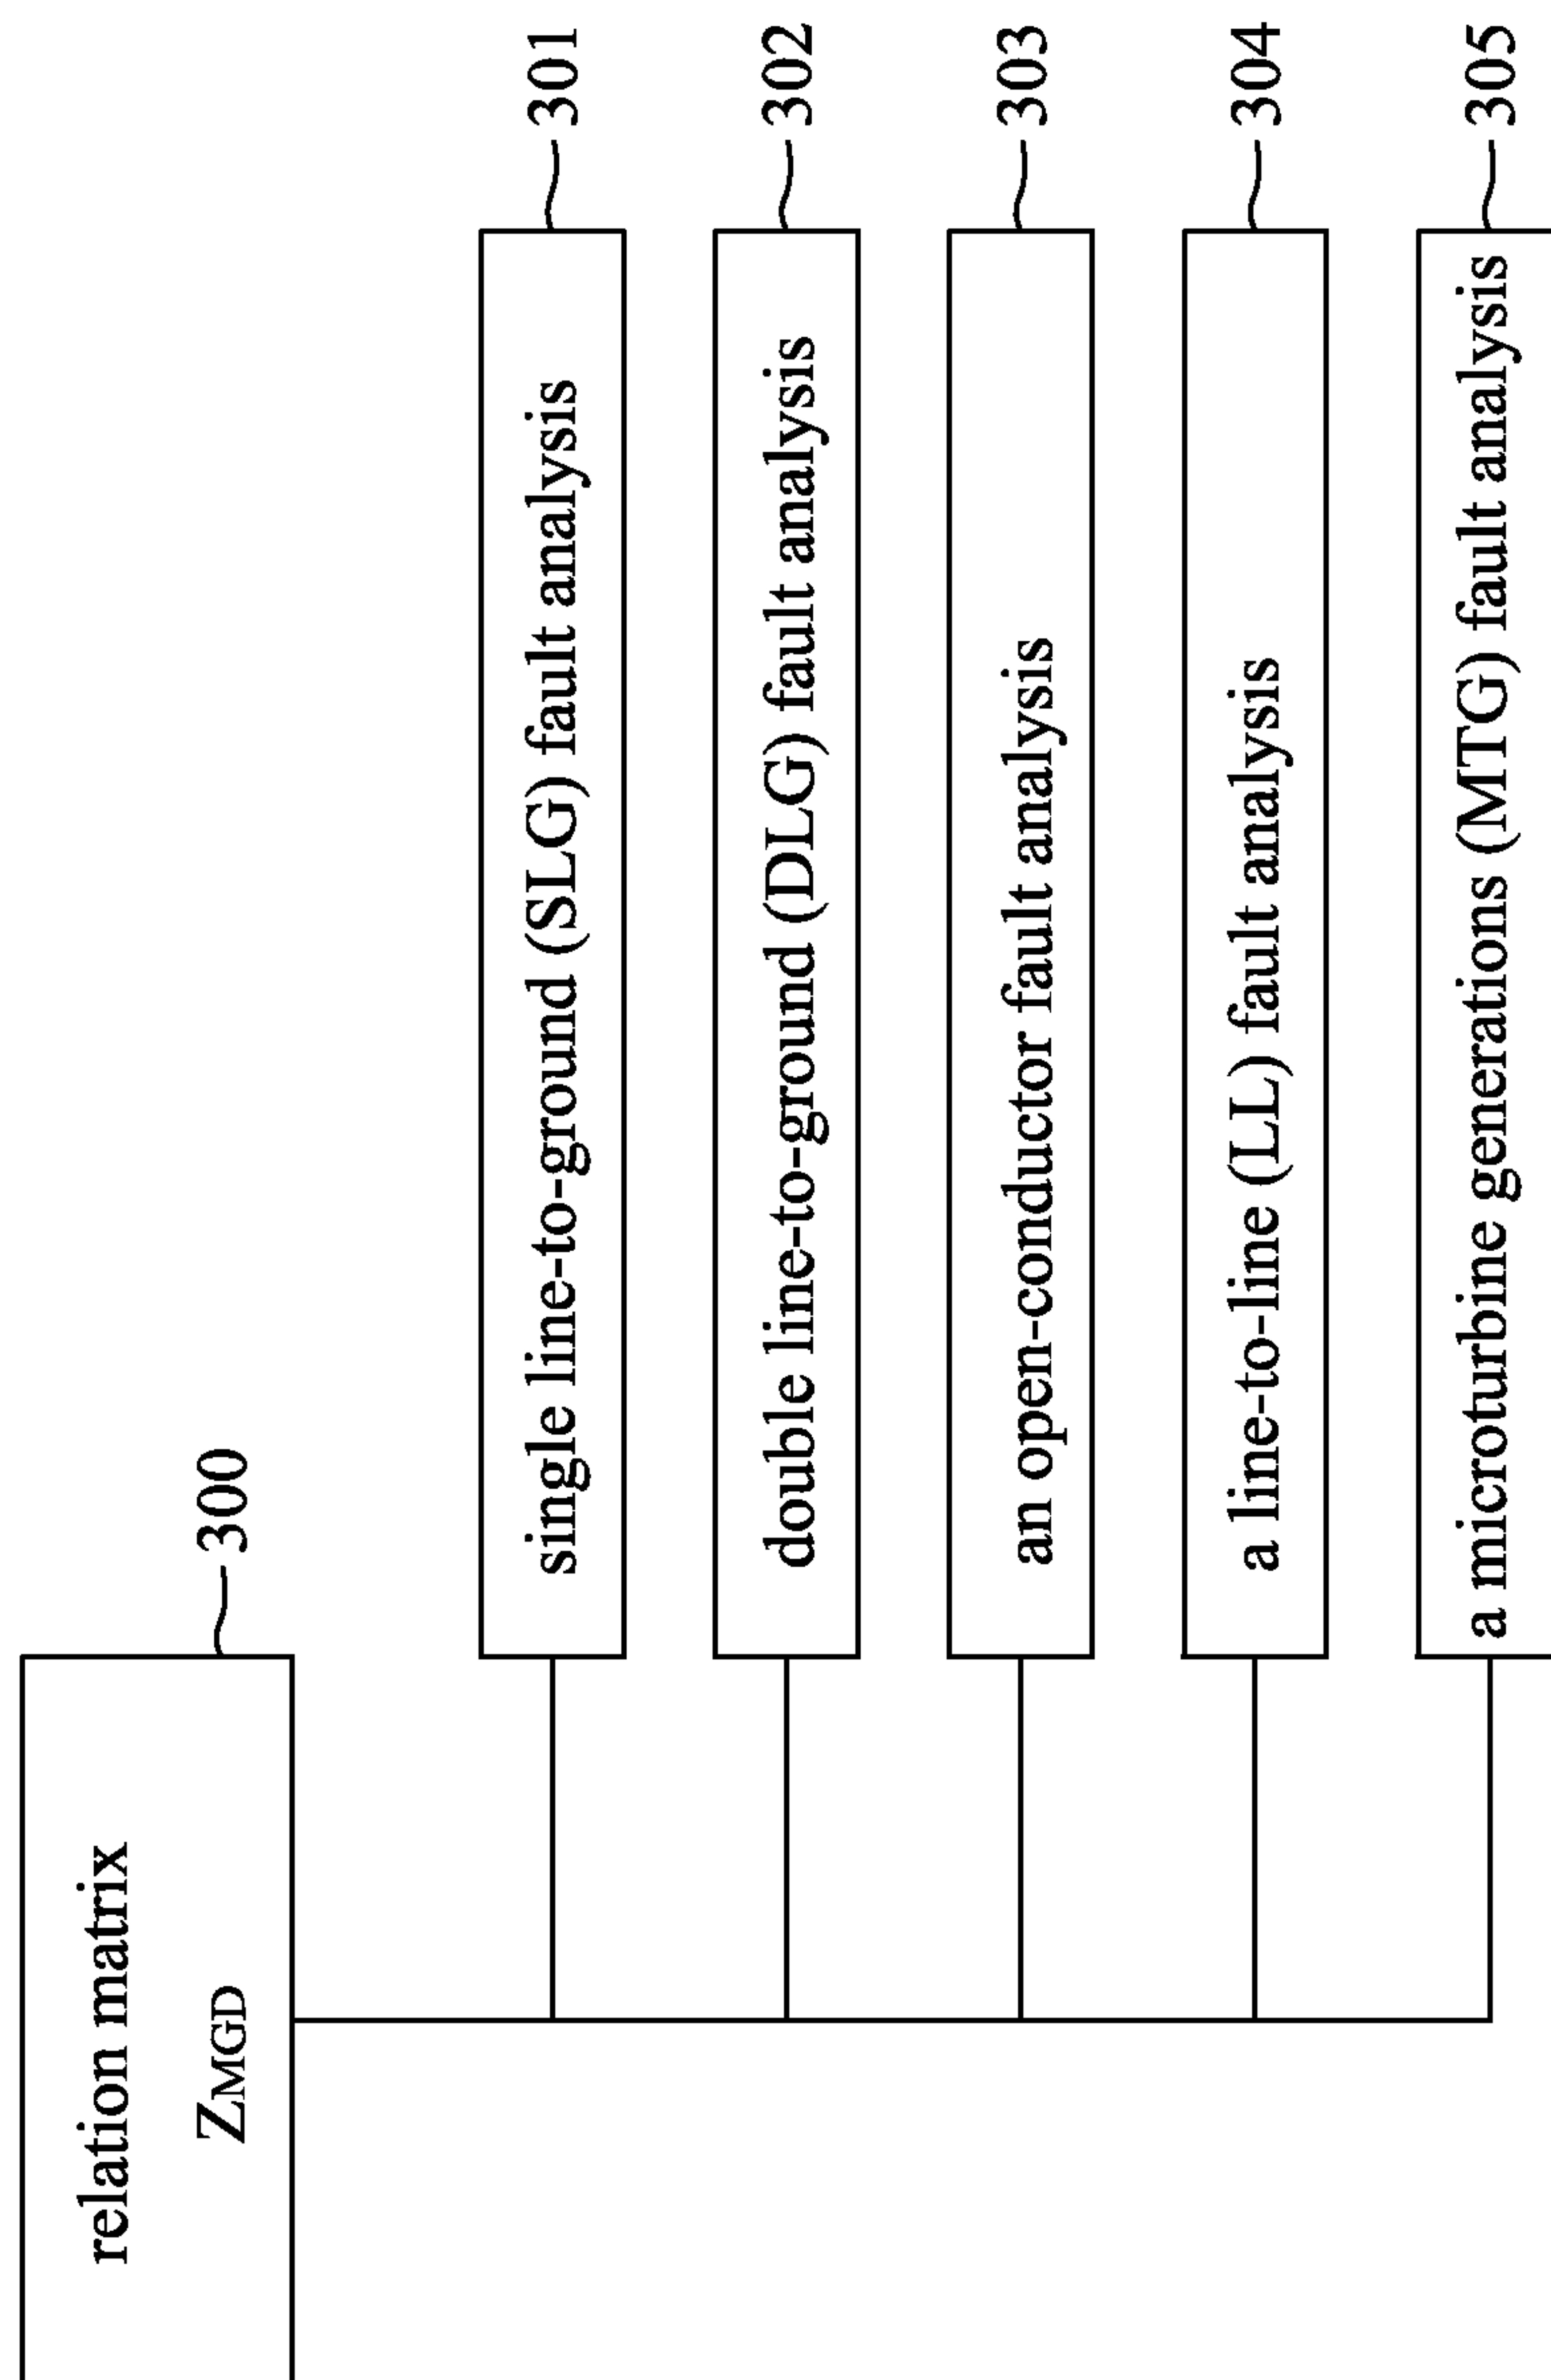 relation matrix
ZMGD
300
single line-to-ground (SLG) fault analysis
301
double line-to-ground (DLG) fault analysis
302
an open-conductor fault analysis
303
a line-to-line (LL) fault analysis
304
a microturbine generations (MTG) fault analysis
305